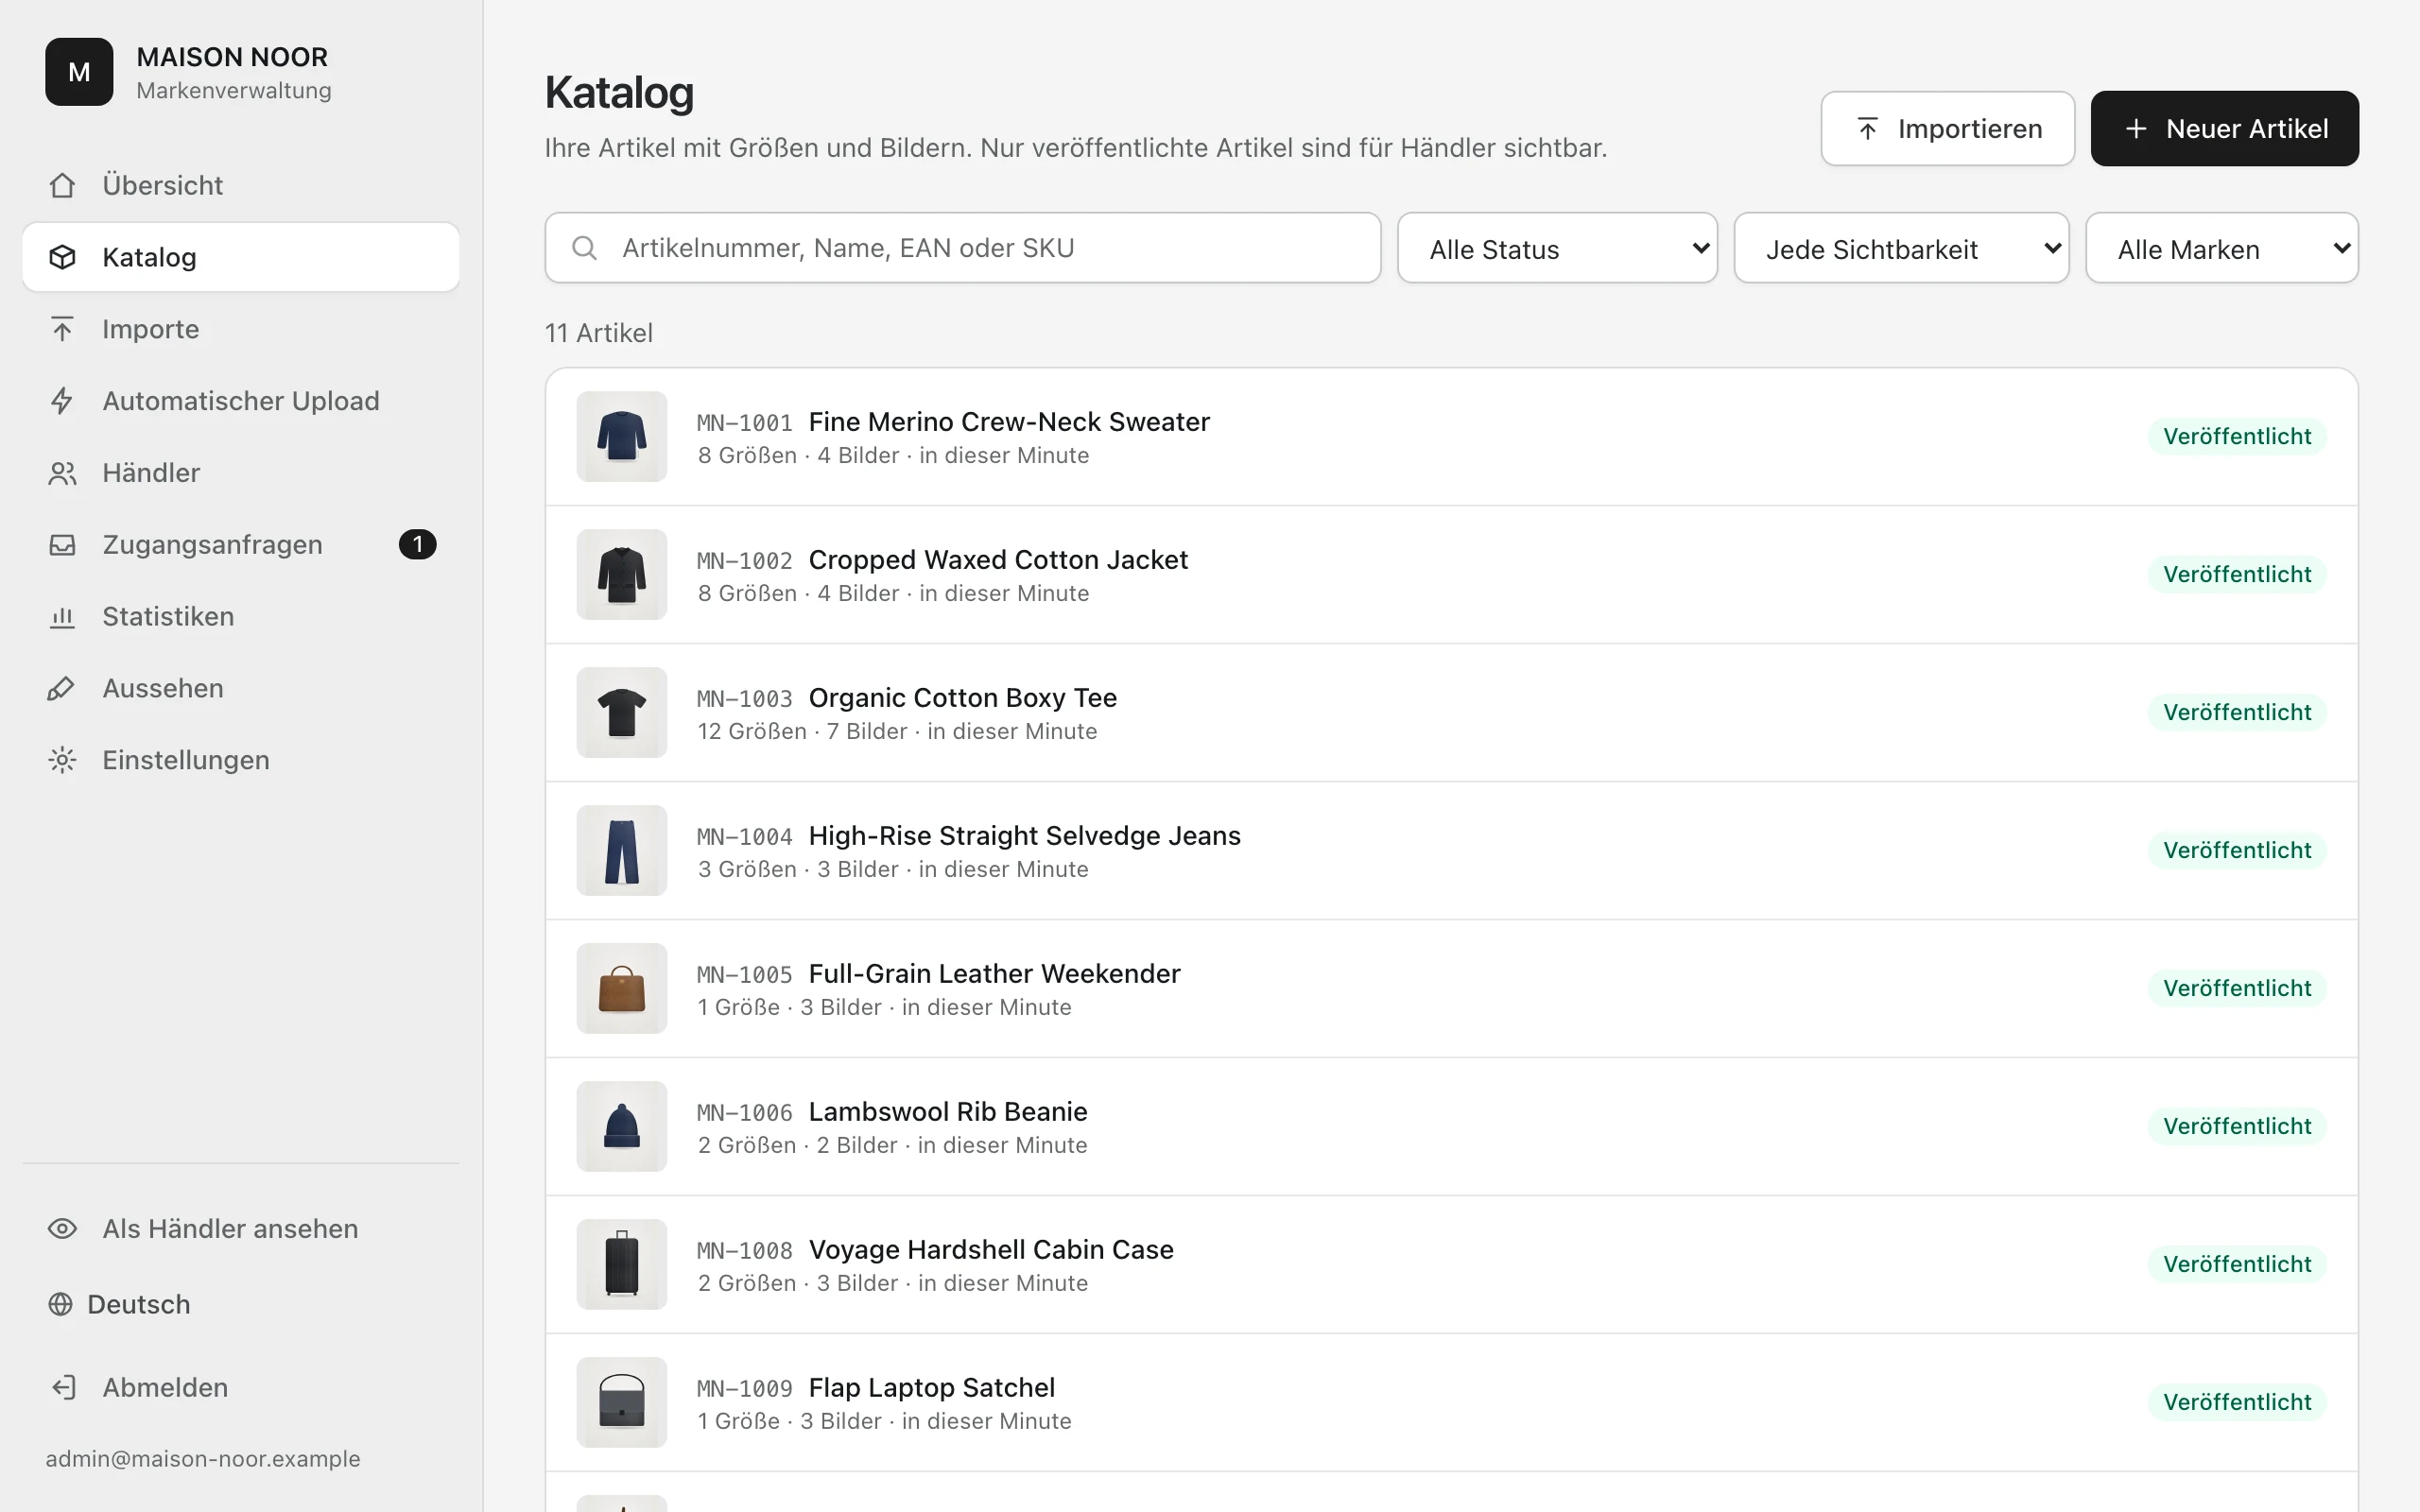 M
MAISON NOOR
Markenverwaltung
Übersicht
Katalog
Importe
Automatischer Upload
Händler
Zugangsanfragen 1
Statistiken
Aussehen
Einstellungen
Als Händler ansehen
Deutsch
Abmelden
admin@maison-noor.example
Katalog
Ihre Artikel mit Größen und Bildern. Nur veröffentlichte Artikel sind für Händler sichtbar.
Importieren
Neuer Artikel
Artikelnummer, Name, EAN oder SKU
Alle Status
Jede Sichtbarkeit
Alle Marken
11 Artikel
MN-1001 Fine Merino Crew-Neck Sweater
8 Größen · 4 Bilder · in dieser Minute
Veröffentlicht
MN-1002 Cropped Waxed Cotton Jacket
8 Größen · 4 Bilder · in dieser Minute
Veröffentlicht
MN-1003 Organic Cotton Boxy Tee
12 Größen · 7 Bilder · in dieser Minute
Veröffentlicht
MN-1004 High-Rise Straight Selvedge Jeans
3 Größen · 3 Bilder · in dieser Minute
Veröffentlicht
MN-1005 Full-Grain Leather Weekender
1 Größe · 3 Bilder · in dieser Minute
Veröffentlicht
MN-1006 Lambswool Rib Beanie
2 Größen · 2 Bilder · in dieser Minute
Veröffentlicht
MN-1008 Voyage Hardshell Cabin Case
2 Größen · 3 Bilder · in dieser Minute
Veröffentlicht
MN-1009 Flap Laptop Satchel
1 Größe · 3 Bilder · in dieser Minute
Veröffentlicht